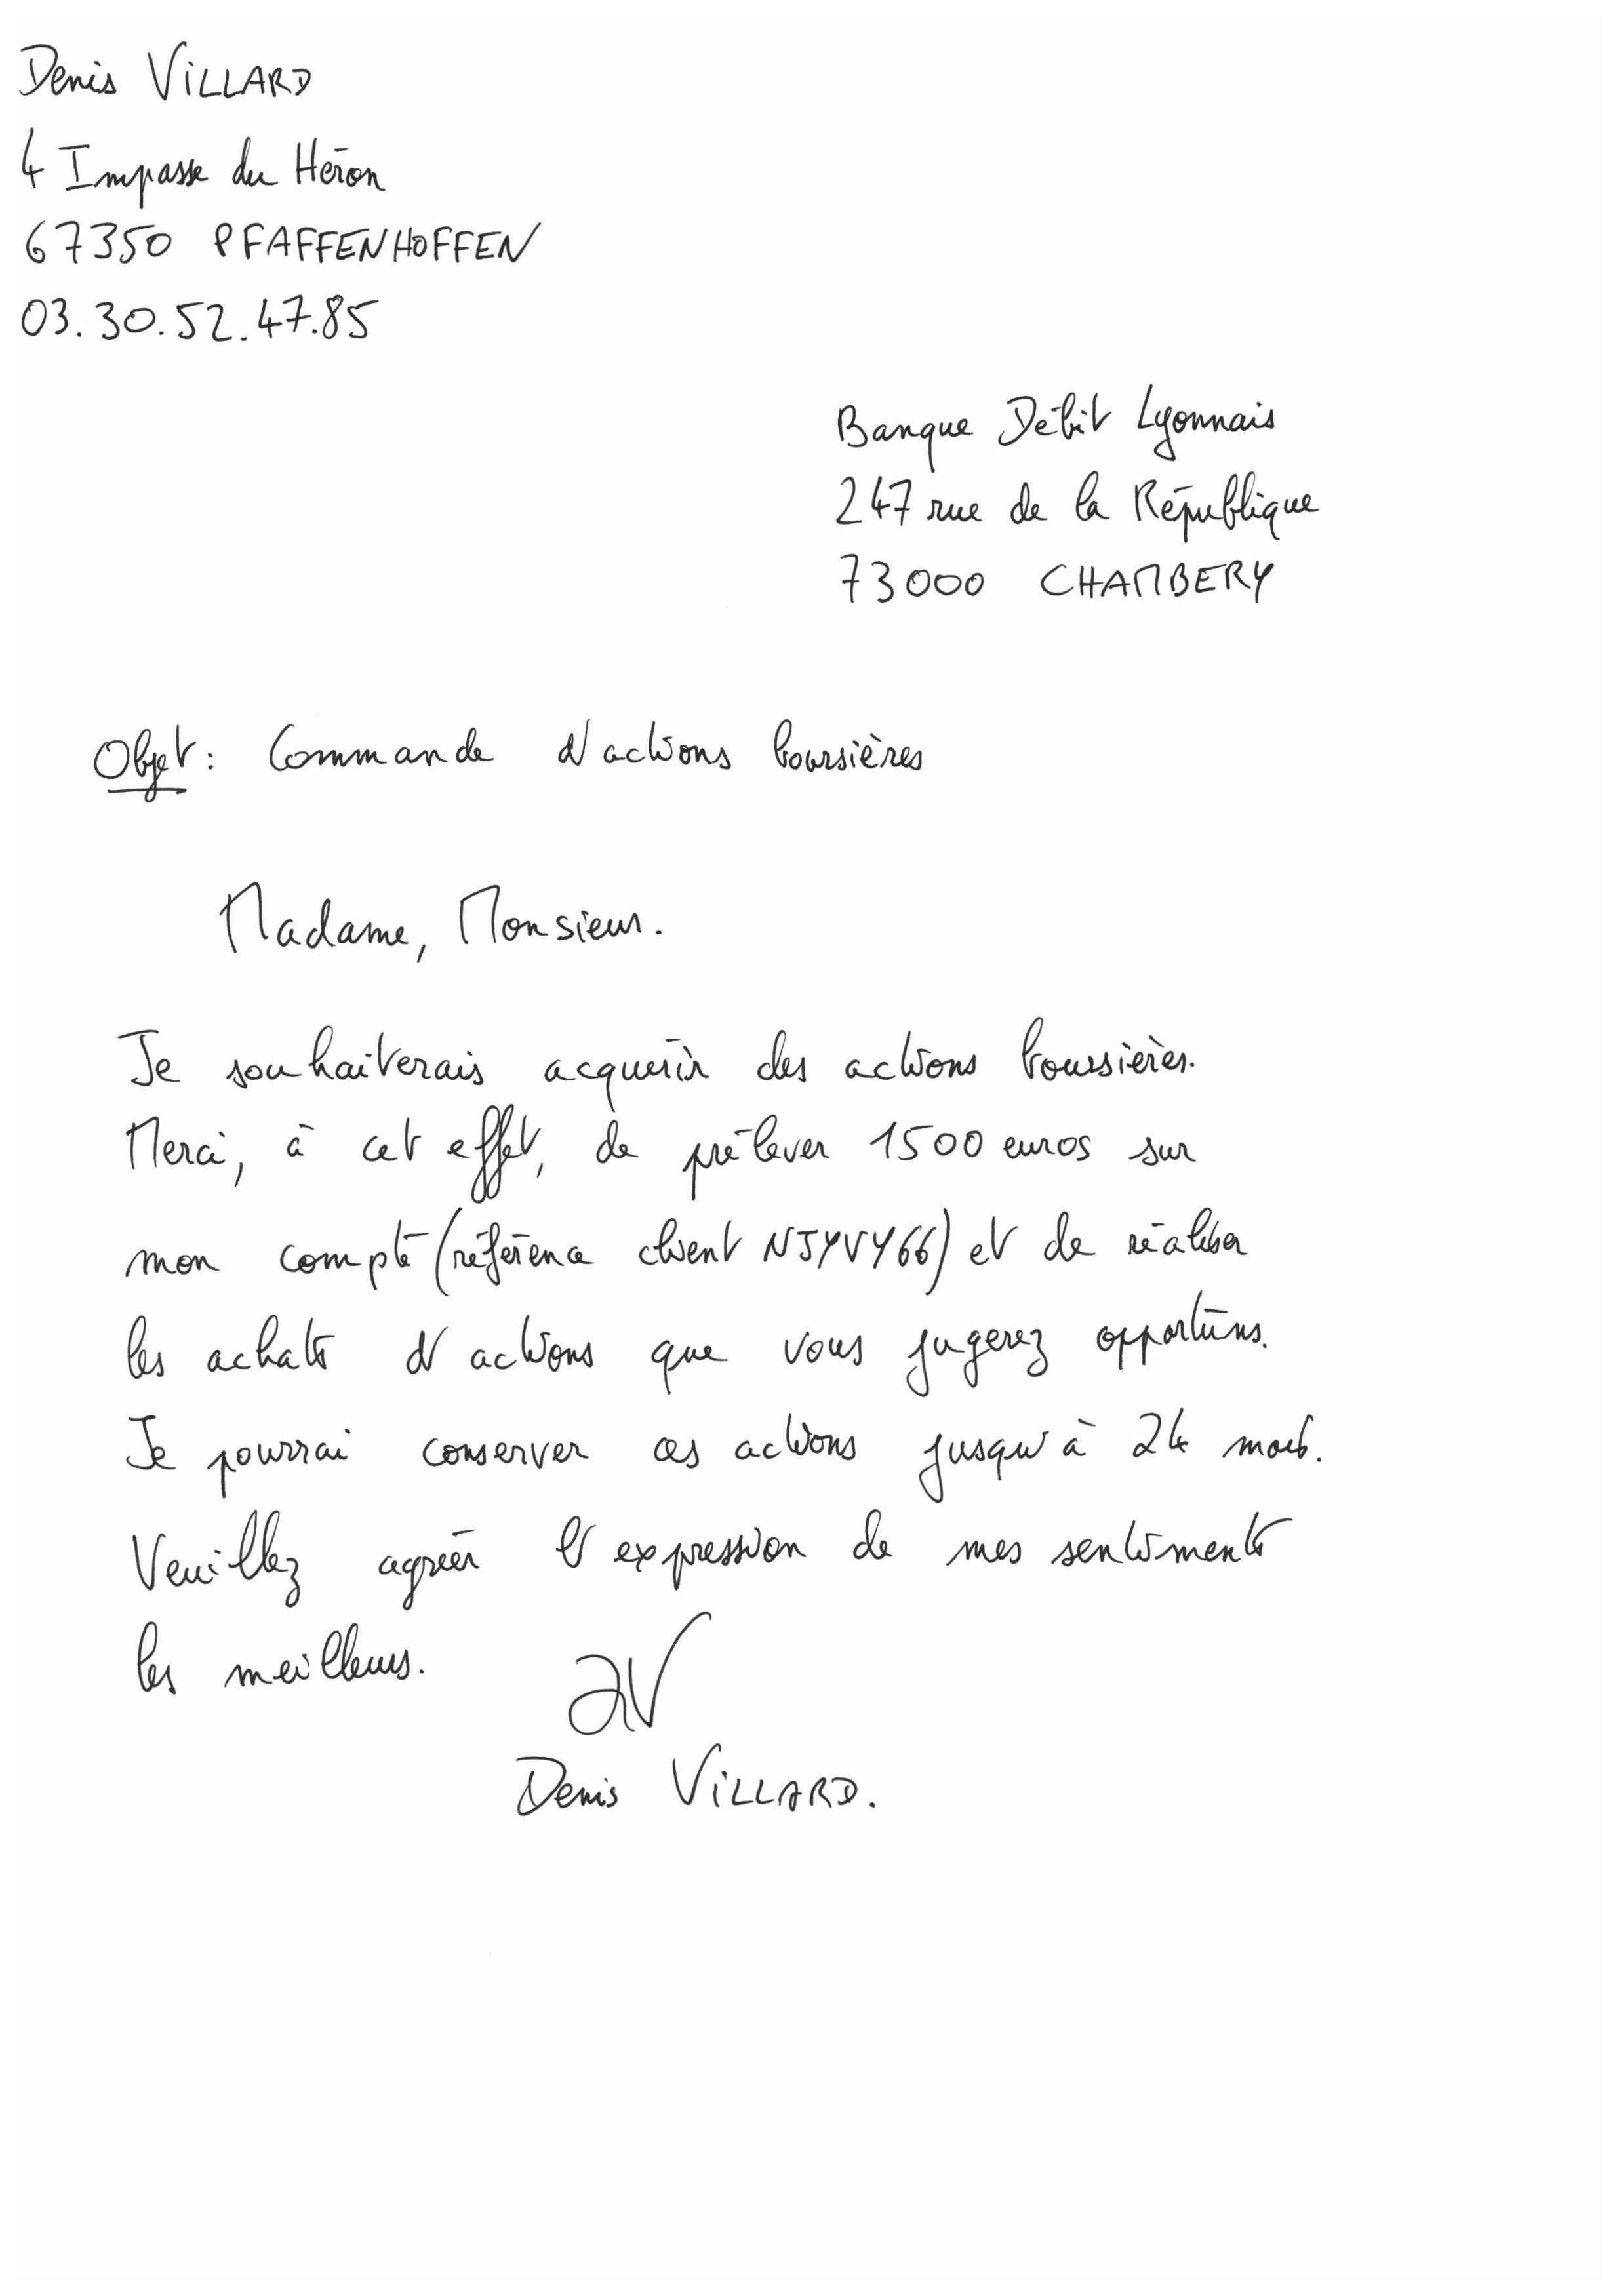 Denis VILLARD
4 Impasse du Héron
67350 PFAFFENHOFFEN
03.30.52.47.85
Banque Débit Lyonnais
247 rue de la République
73000 CHAMBERY
Objet : Commande d'actions boursières
Madame, Monsieur.
Je souhaiterais acquérir des actions boursières.
Merci, à cet effet, de prélever 1500 euros sur
mon compte (référence client NJYVY66) et de réaliser
les achats d'actions que vous jugerez opportuns.
Je pourrai conserver ces actions jusqu'à 24 mois.
Veuillez agréer l'expression de mes sentiments
les meilleurs.
DV
Denis VILLARD.